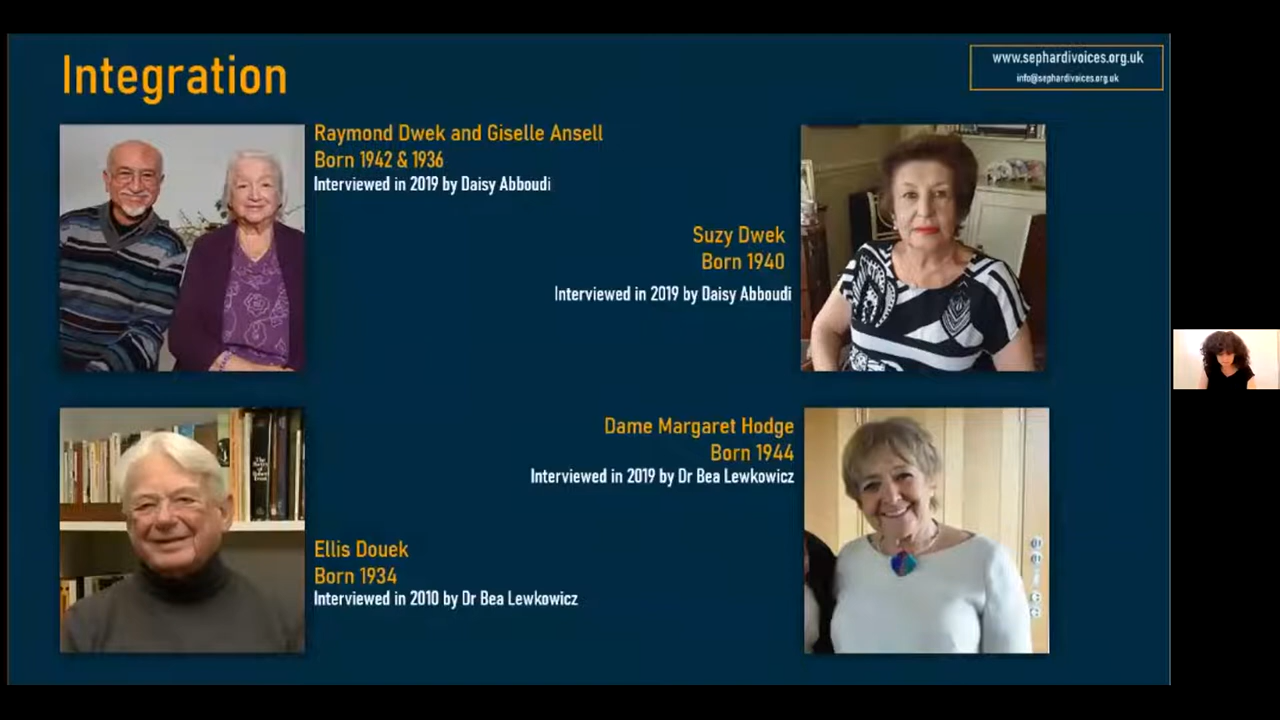 Integration
www.sephardivoices.org.uk
info@sephardivoices.org.uk
Raymond Dwek and Giselle Ansell
Born 1942 & 1936
Interviewed in 2019 by Daisy Abboudi
Suzy Dwek
Born 1940
Interviewed in 2019 by Daisy Abboudi
Dame Margaret Hodge
Born 1944
Interviewed in 2019 by Dr Bea Lewkowicz
Ellis Douek
Born 1934
Interviewed in 2010 by Dr Bea Lewkowicz